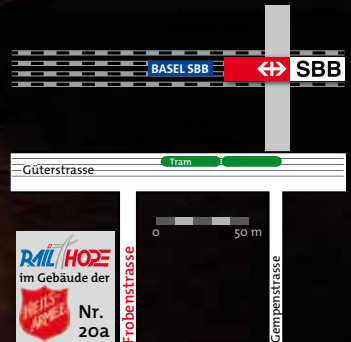 BASEL SBB
SBB
Tram
Güterstrasse
0
50 m
RAIL HOPE
im Gebäude der
HEILS-
ARMEE
Nr.
20a
Frobenstrasse
Gempenstrasse